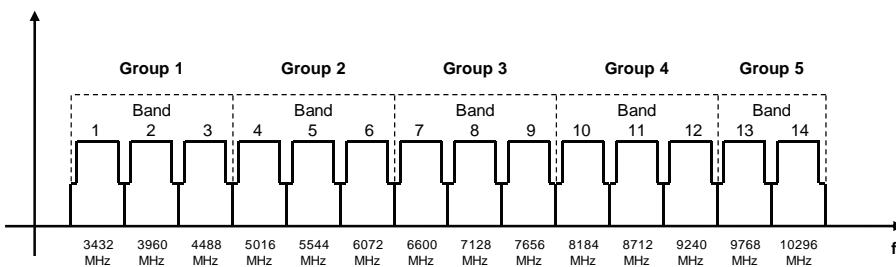 Group 1 Group 2 Group 3 Group 4 Group 5
Band Band Band Band Band
1 2 3 4 5 6 7 8 9 10 11 12 13 14
3432 3960 4488 5016 5544 6072 6600 7128 7656 8184 8712 9240 9768 10296
MHz MHz MHz MHz MHz MHz MHz MHz MHz MHz MHz MHz MHz MHz
f